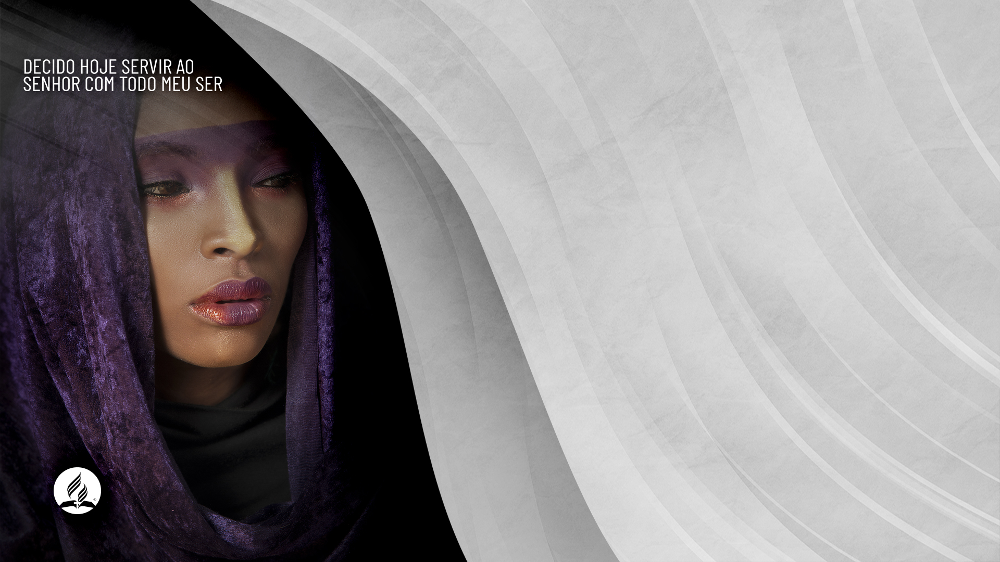 DECIDO HOJE SERVIR AO
SENHOR COM TODO MEU SER